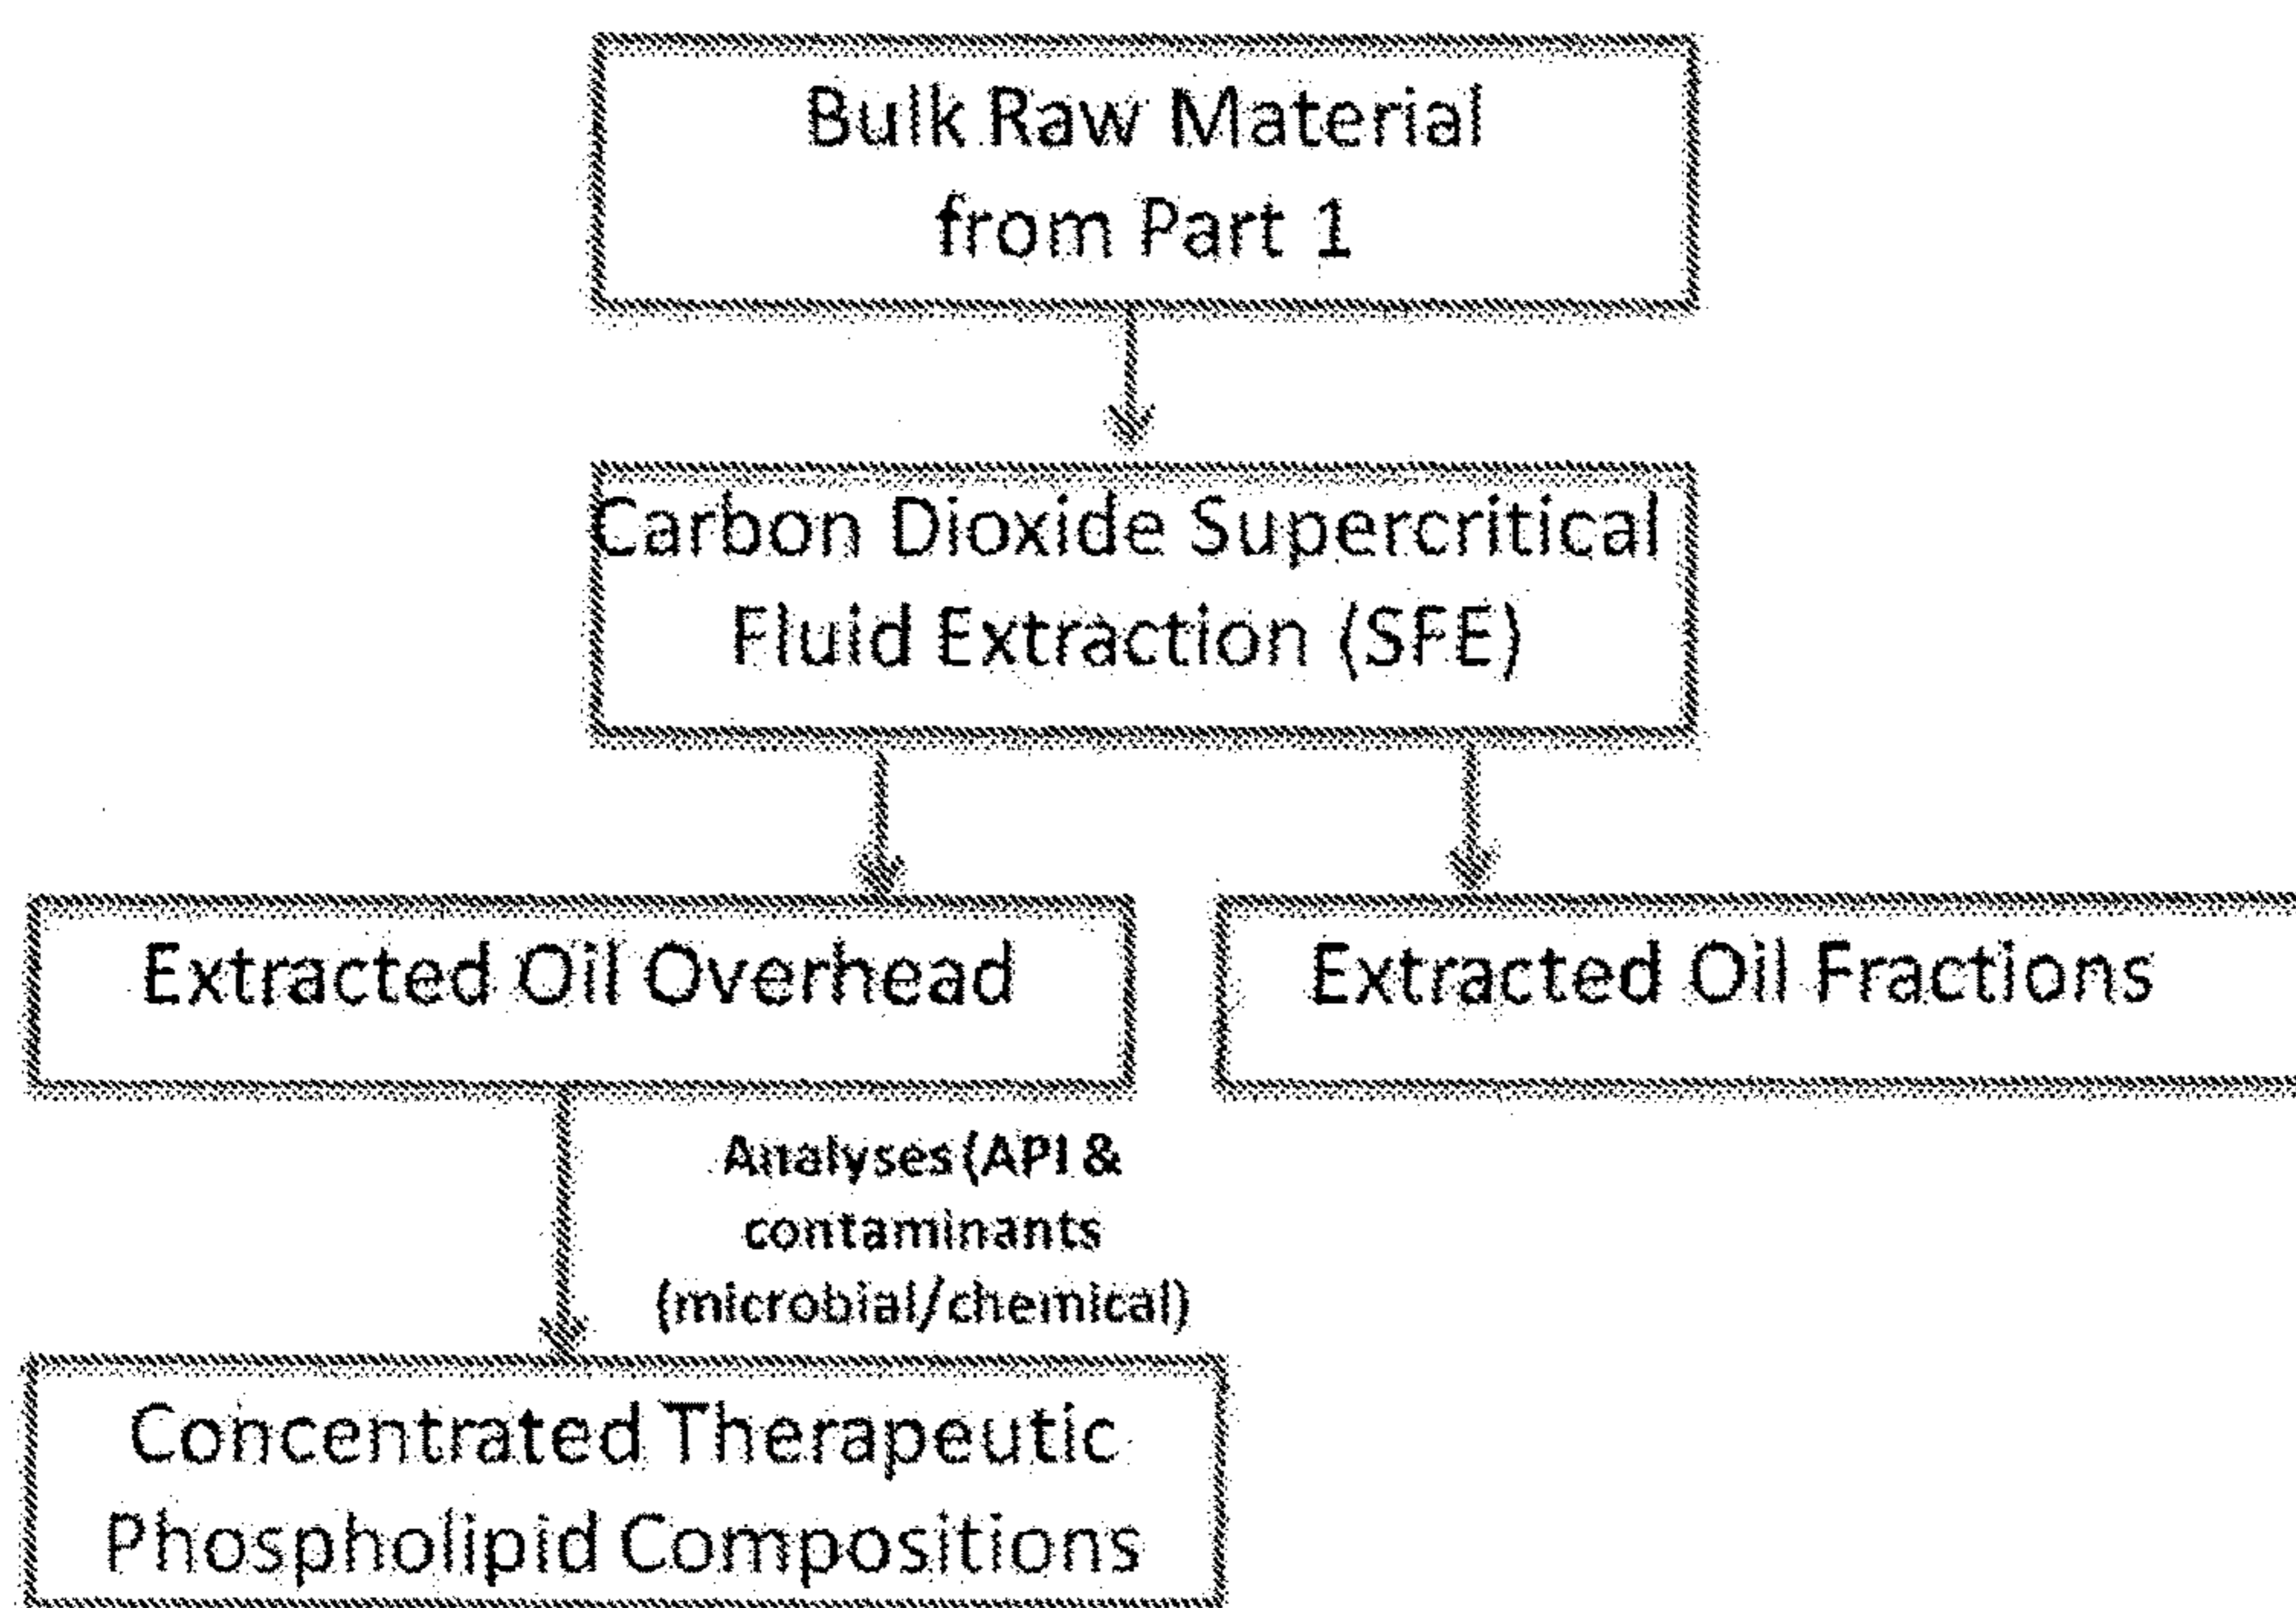 Bulk Raw Material
from Part 1
Carbon Dioxide Supercritical
Fluid Extraction (SFE)
Extracted Oil Overhead
Extracted Oil Fractions
Analyses (API &
contaminants
(microbial/chemical)
Concentrated Therapeutic
Phospholipid Compositions